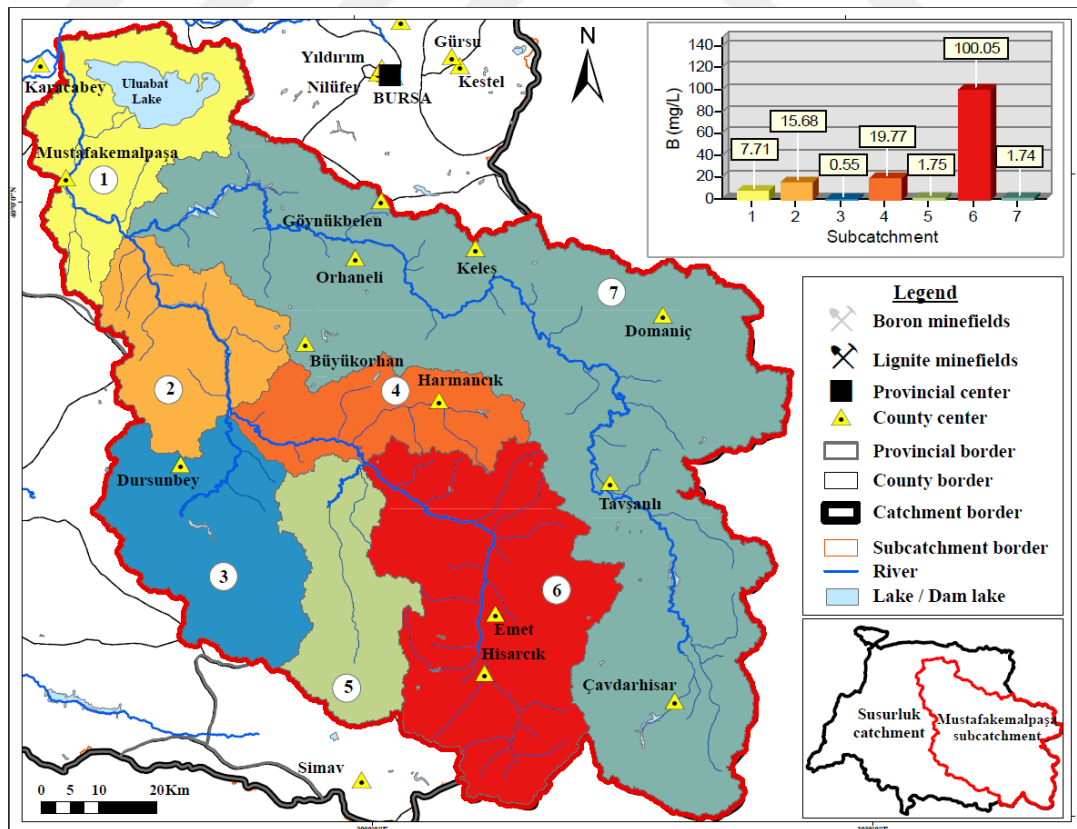 Karacabey
Uluabat
Lake
Mustafakemalpaşa
1
Yıldırım
Nilüfer
BURSA
Gürsu
Kestel
N
B (mg/L)
140
120
100
80
60
40
20
0
7.71
15.68
0.55
19.77
1.75
100.05
1.74
1 2 3 4 5 6 7
Subcatchment
Göynükbelen
Orhaneli
Keleş
7
Domaniç
Büyükorhan
2
4
Harmancık
Dursunbey
Tavşanlı
3
6
Emet
Hisarcık
5
Çavdarhisar
Simav
0 5 10 20 Km
Legend
Boron minefields
Lignite minefields
Provincial center
County center
Provincial border
County border
Catchment border
Subcatchment border
River
Lake / Dam lake
Susurluk
catchment
Mustafakemalpaşa
subcatchment